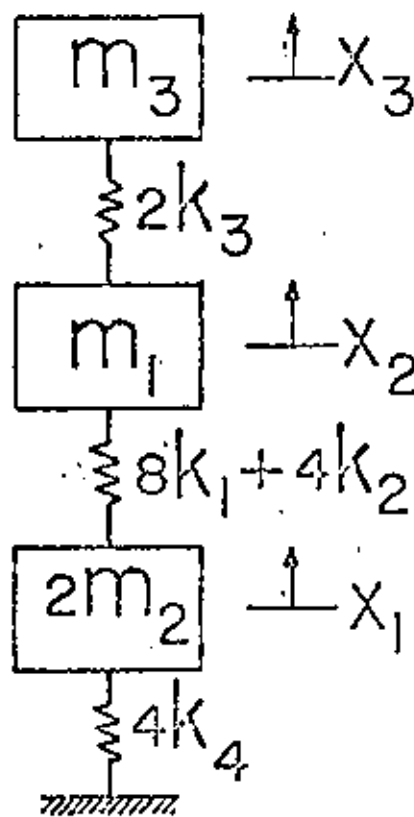 m₃ X₃
2k₃
m₁ X₂
8k₁+4k₂
2m₂ X₁
4k₄